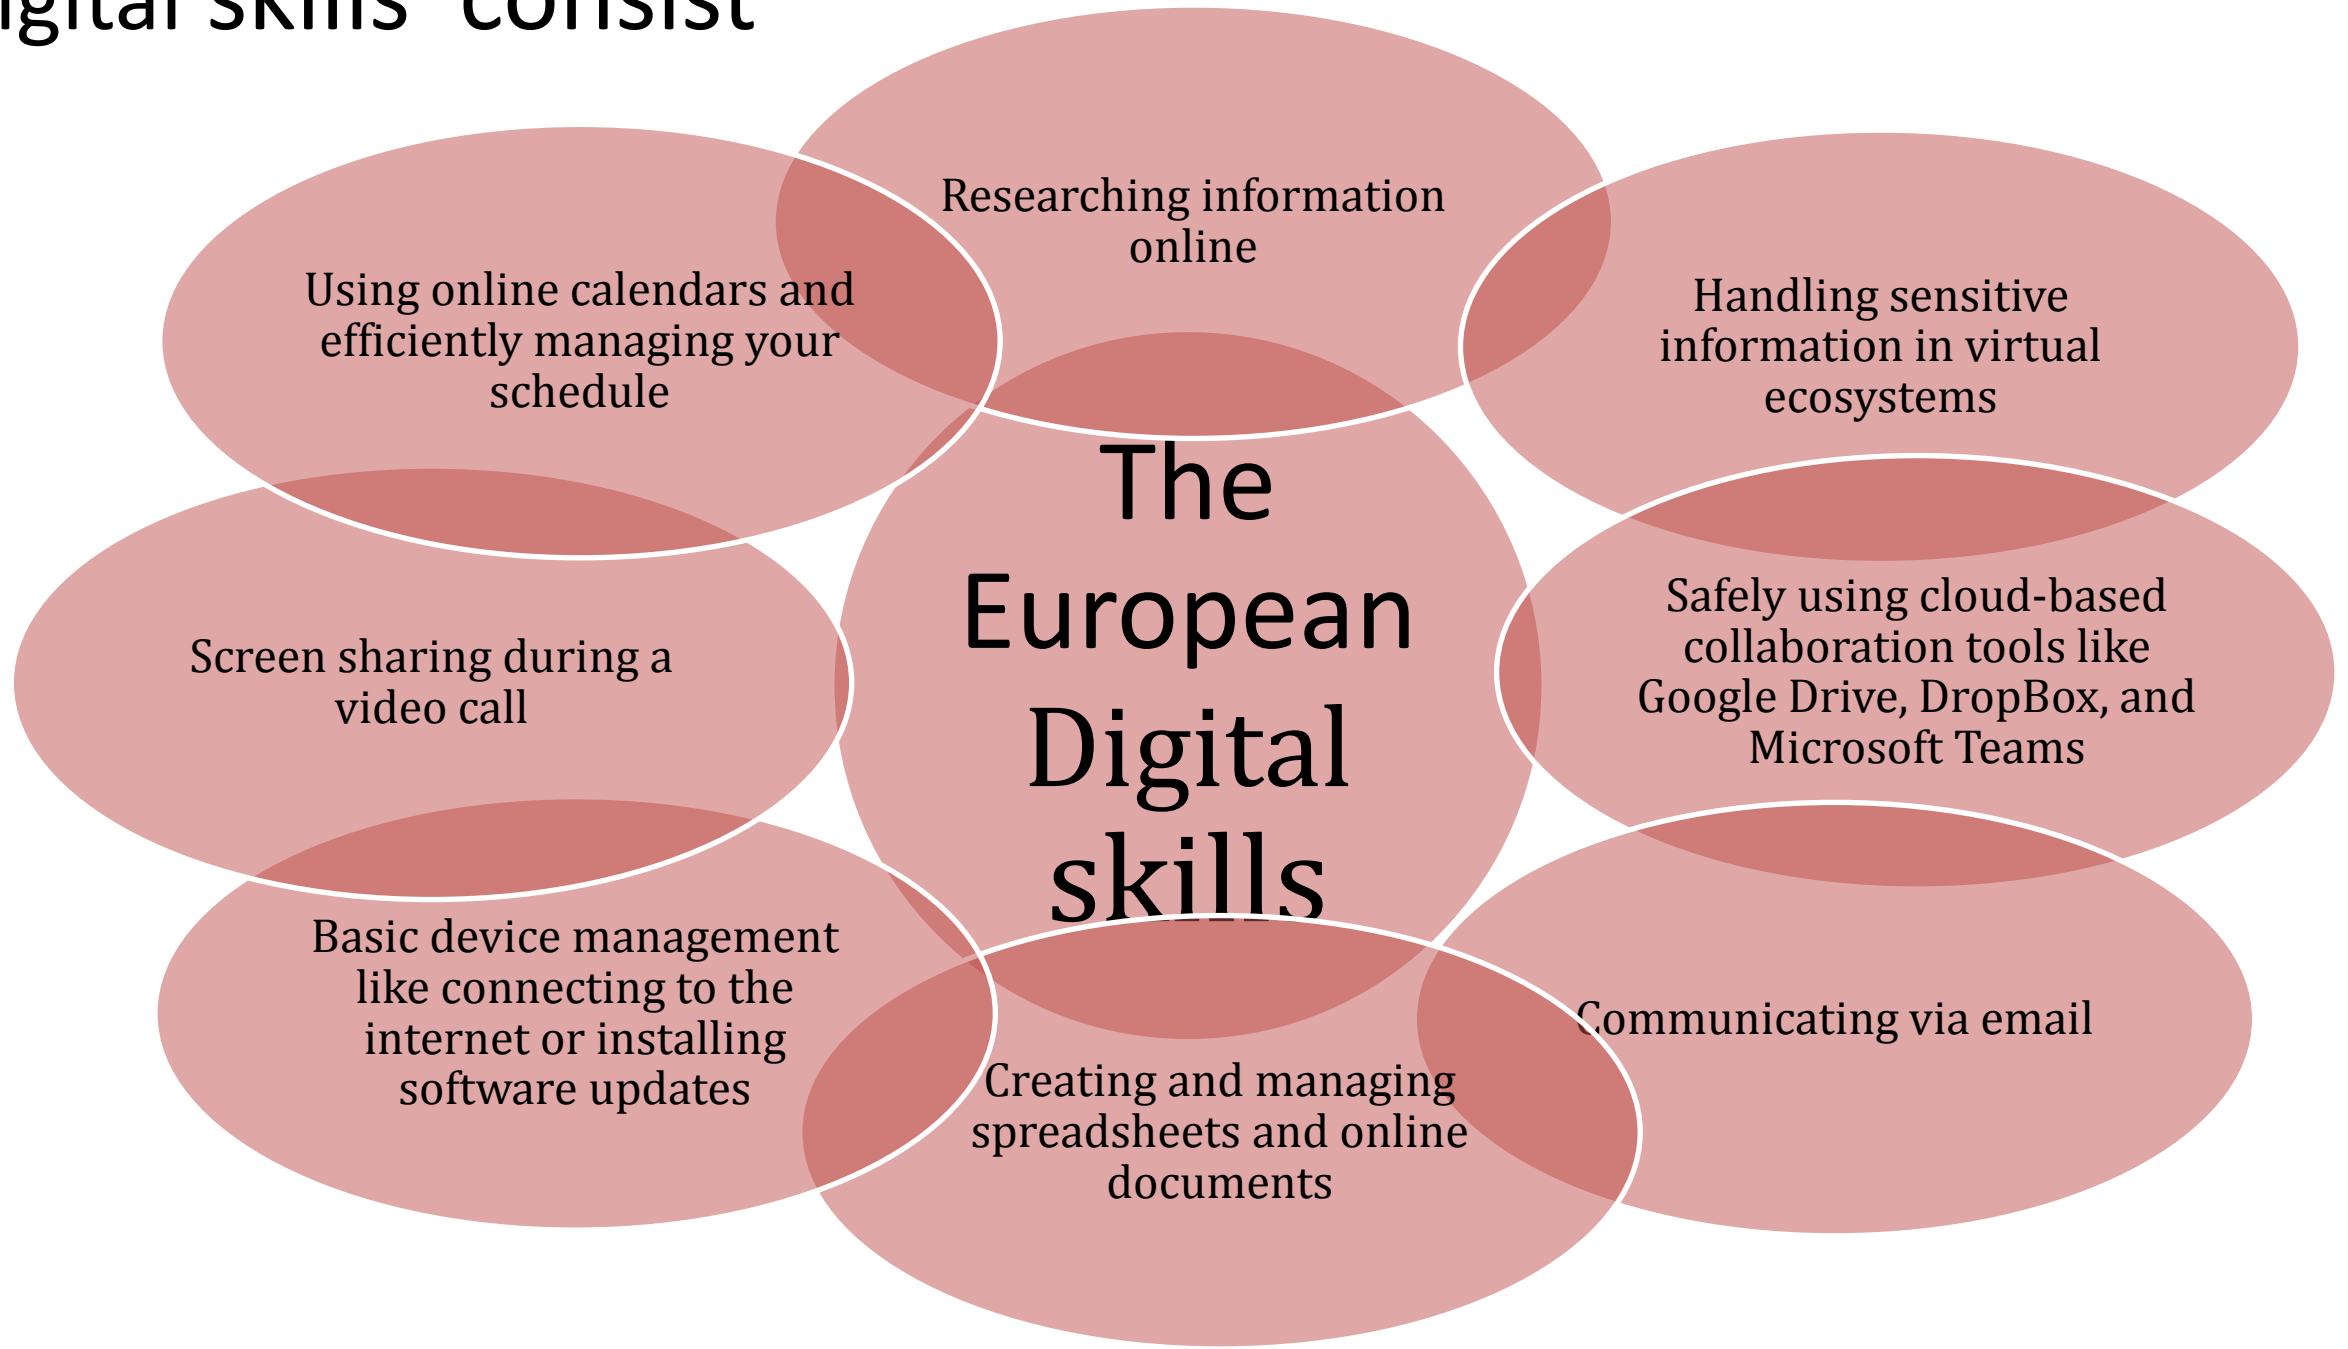 skills consist
Researching information
online
Using online calendars and
efficiently managing your
schedule
Handling sensitive
information in virtual
ecosystems
The
European
Digital
skills
Safely using cloud-based
collaboration tools like
Google Drive, DropBox, and
Microsoft Teams
Screen sharing during a
video call
Basic device management
like connecting to the
internet or installing
software updates
Communicating via email
Creating and managing
spreadsheets and online
documents